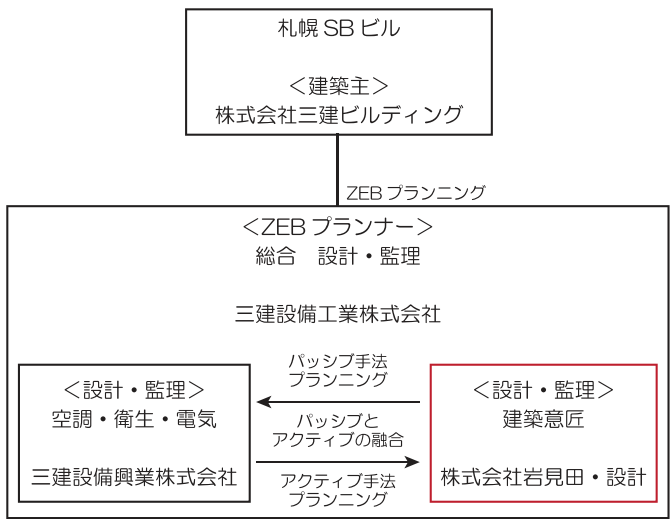 札幌 SB ビル
＜建築主＞
株式会社三建ビルディング
ZEB プランニング
＜ZEB プランナー＞
総合　設計・監理
三建設備工業株式会社
＜設計・監理＞
空調・衛生・電気
三建設備興業株式会社
パッシブ手法
プランニング
パッシブと
アクティブの融合
アクティブ手法
プランニング
＜設計・監理＞
建築意匠
株式会社岩見田・設計